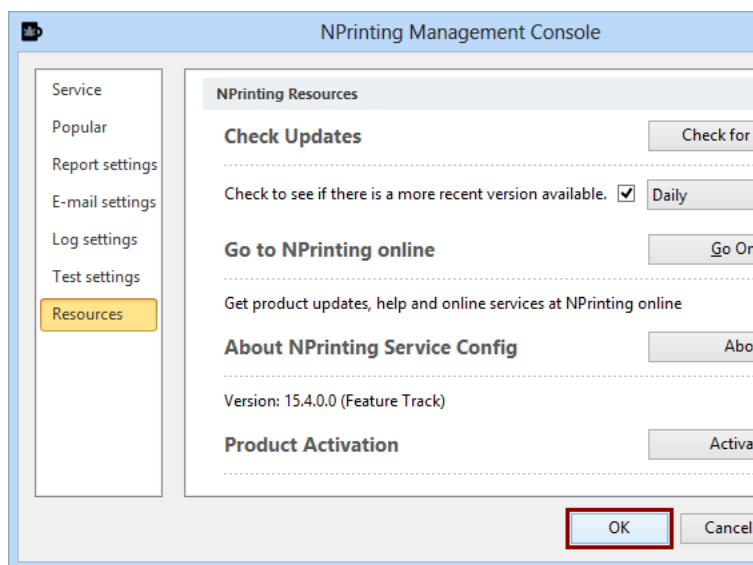 NPrinting Management Console
Service
Popular
Report settings
E-mail settings
Log settings
Test settings
Resources
NPrinting Resources
Check Updates
Check for
Check to see if there is a more recent version available.
Daily
Go to NPrinting online
Go On
Get product updates, help and online services at NPrinting online
About NPrinting Service Config
Abo
Version: 15.4.0.0 (Feature Track)
Product Activation
Activa
OK
Cancel